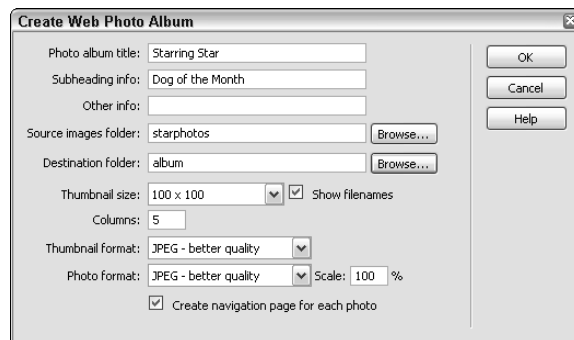 Create Web Photo Album
Photo album title: Starring Star
Subheading info: Dog of the Month
Other info:
Source images folder: starphotos Browse...
Destination folder: album Browse...
Thumbnail size: 100 x 100 Show filenames
Columns: 5
Thumbnail format: JPEG - better quality
Photo format: JPEG - better quality Scale: 100 %
Create navigation page for each photo
OK
Cancel
Help